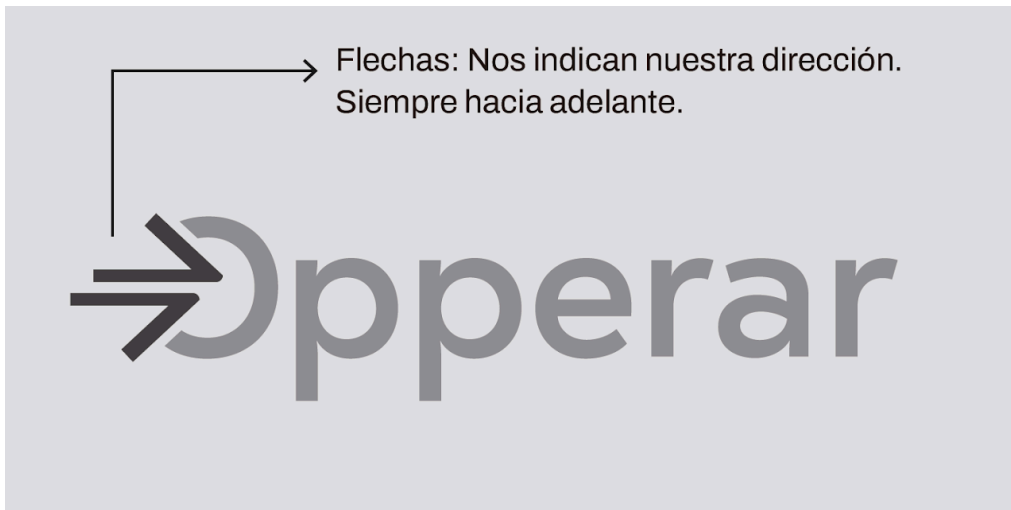 Flechas: Nos indican nuestra dirección.
Siempre hacia adelante.
Opperar